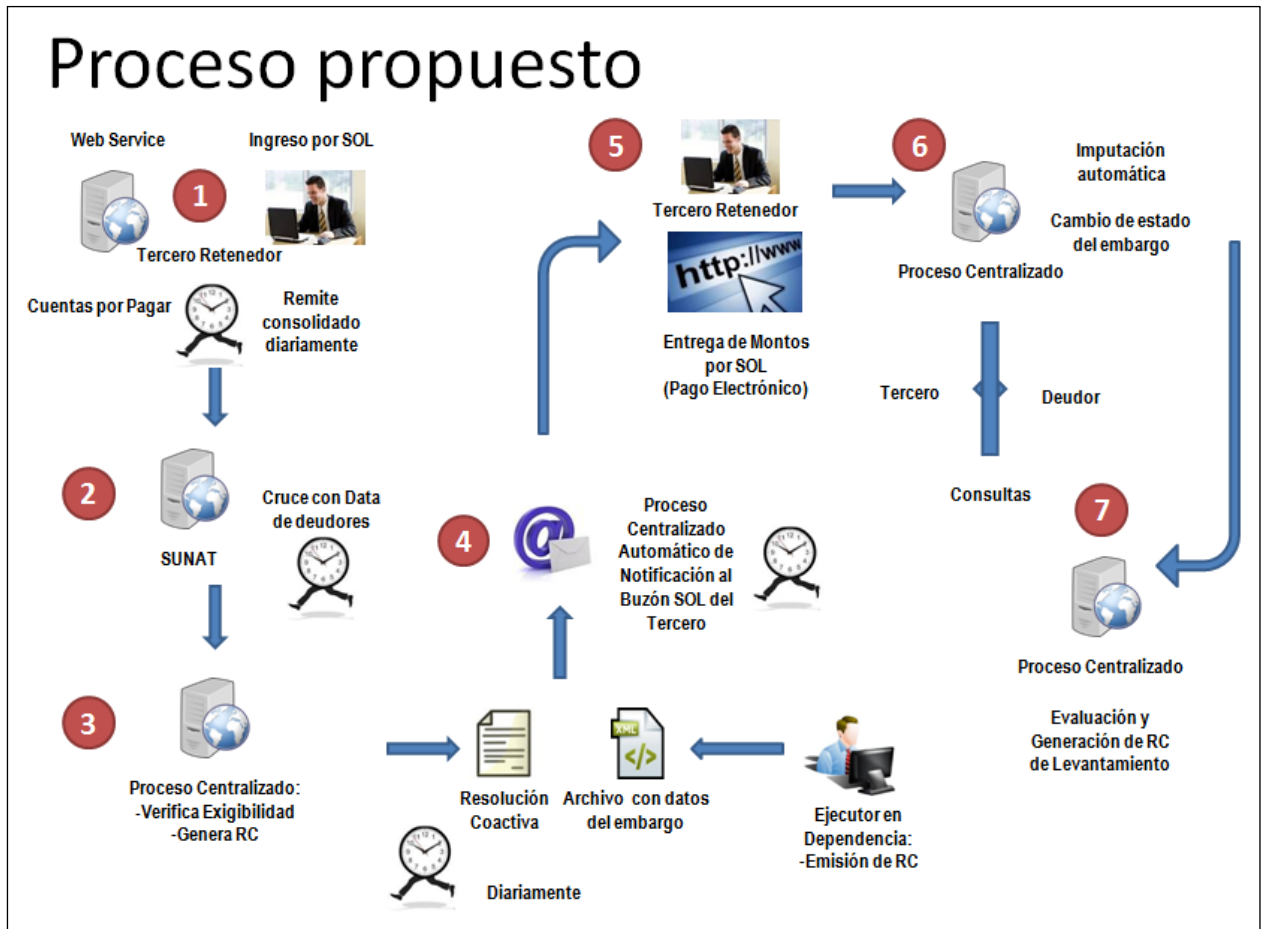 Proceso propuesto
Web Service
Ingreso por SOL
1
Tercero Retenedor
Cuentas por Pagar
Remite
consolidado
diariamente
2
SUNAT
Cruce con Data
de deudores
3
Proceso Centralizado:
-Verifica Exigibilidad
-Genera RC
Resolución
Coactiva
Diariamente
XML
</>
Archivo con datos
del embargo
Ejecutor en
Dependencia:
-Emisión de RC
4
@
Proceso
Centralizado
Automático de
Notificación al
Buzón SOL del
Tercero
5
Tercero Retenedor
http://www
Entrega de Montos
por SOL
(Pago Electrónico)
6
Proceso Centralizado
Imputación
automática
Cambio de estado
del embargo
Tercero
Deudor
Consultas
7
Proceso Centralizado
Evaluación y
Generación de RC
de Levantamiento